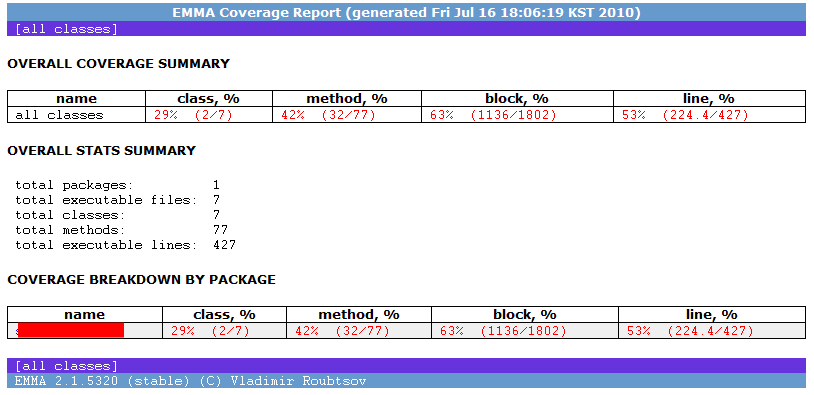 EMMA Coverage Report (generated Fri Jul 16 18:06:19 KST 2010)
[all classes]
OVERALL COVERAGE SUMMARY
name class, % method, % block, % line, %
all classes 29% (2/7) 42% (32/77) 63% (1136/1802) 53% (224.4/427)
OVERALL STATS SUMMARY
total packages: 1
total executable files: 7
total classes: 7
total methods: 77
total executable lines: 427
COVERAGE BREAKDOWN BY PACKAGE
name class, % method, % block, % line, %
29% (2/7) 42% (32/77) 63% (1136/1802) 53% (224.4/427)
[all classes]
EMMA 2.1.5320 (stable) (C) Vladimir Roubtsov